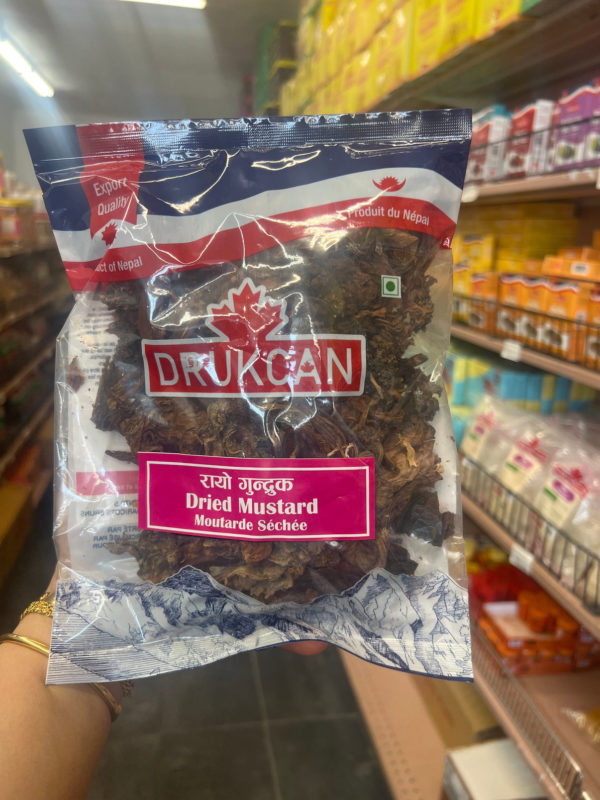 Export
Quality
Produit du Népal
ct of Nepal
DRUKCAN
रायो गुन्द्रुक
Dried Mustard
Moutarde Séchée